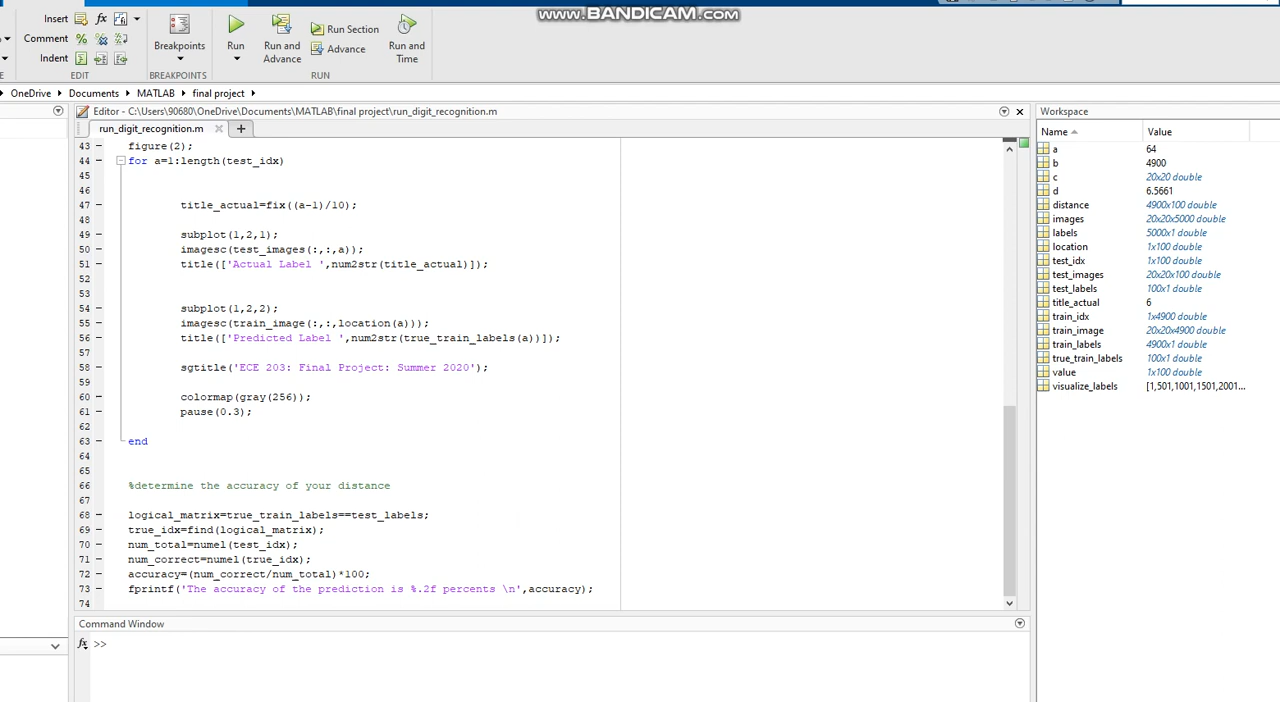 www.BANDICAM.com
Insert fx
Comment %
Indent
EDIT
Breakpoints
BREAKPOINTS
Run
Run and Advance
Run Section
Advance
Run and Time
RUN
OneDrive Documents MATLAB final project
Editor - C:\Users\90680\OneDrive\Documents\MATLAB\final project\run_digit_recognition.m
run_digit_recognition.m +
43 figure(2);
44 for a=1:length(test_idx)
45
46
47 title_actual=fix((a-1)/10);
48
49 subplot(1,2,1);
50 imagesc(test_images(:,:,a));
51 title(['Actual Label ',num2str(title_actual)]);
52
53
54 subplot(1,2,2);
55 imagesc(train_image(:,:,location(a)));
56 title(['Predicted Label ',num2str(true_train_labels(a))]);
57
58 sgtitle('ECE 203: Final Project: Summer 2020');
59
60 colormap(gray(256));
61 pause(0.3);
62
63 end
64
65
66 %determine the accuracy of your distance
67
68 logical_matrix=true_train_labels==test_labels;
69 true_idx=find(logical_matrix);
70 num_total=numel(test_idx);
71 num_correct=numel(true_idx);
72 accuracy=(num_correct/num_total)*100;
73 fprintf('The accuracy of the prediction is %.2f percents \n',accuracy);
74
Command Window
fx >>
Workspace
Name Value
a 64
b 4900
c 20x20 double
d 6.5661
distance 4900x100 double
images 20x20x5000 double
labels 5000x1 double
location 1x100 double
test_idx 1x100 double
test_images 20x20x100 double
test_labels 100x1 double
title_actual 6
train_idx 1x4900 double
train_image 20x20x4900 double
train_labels 4900x1 double
true_train_labels 100x1 double
value 1x100 double
visualize_labels [1,501,1001,1501,2001...